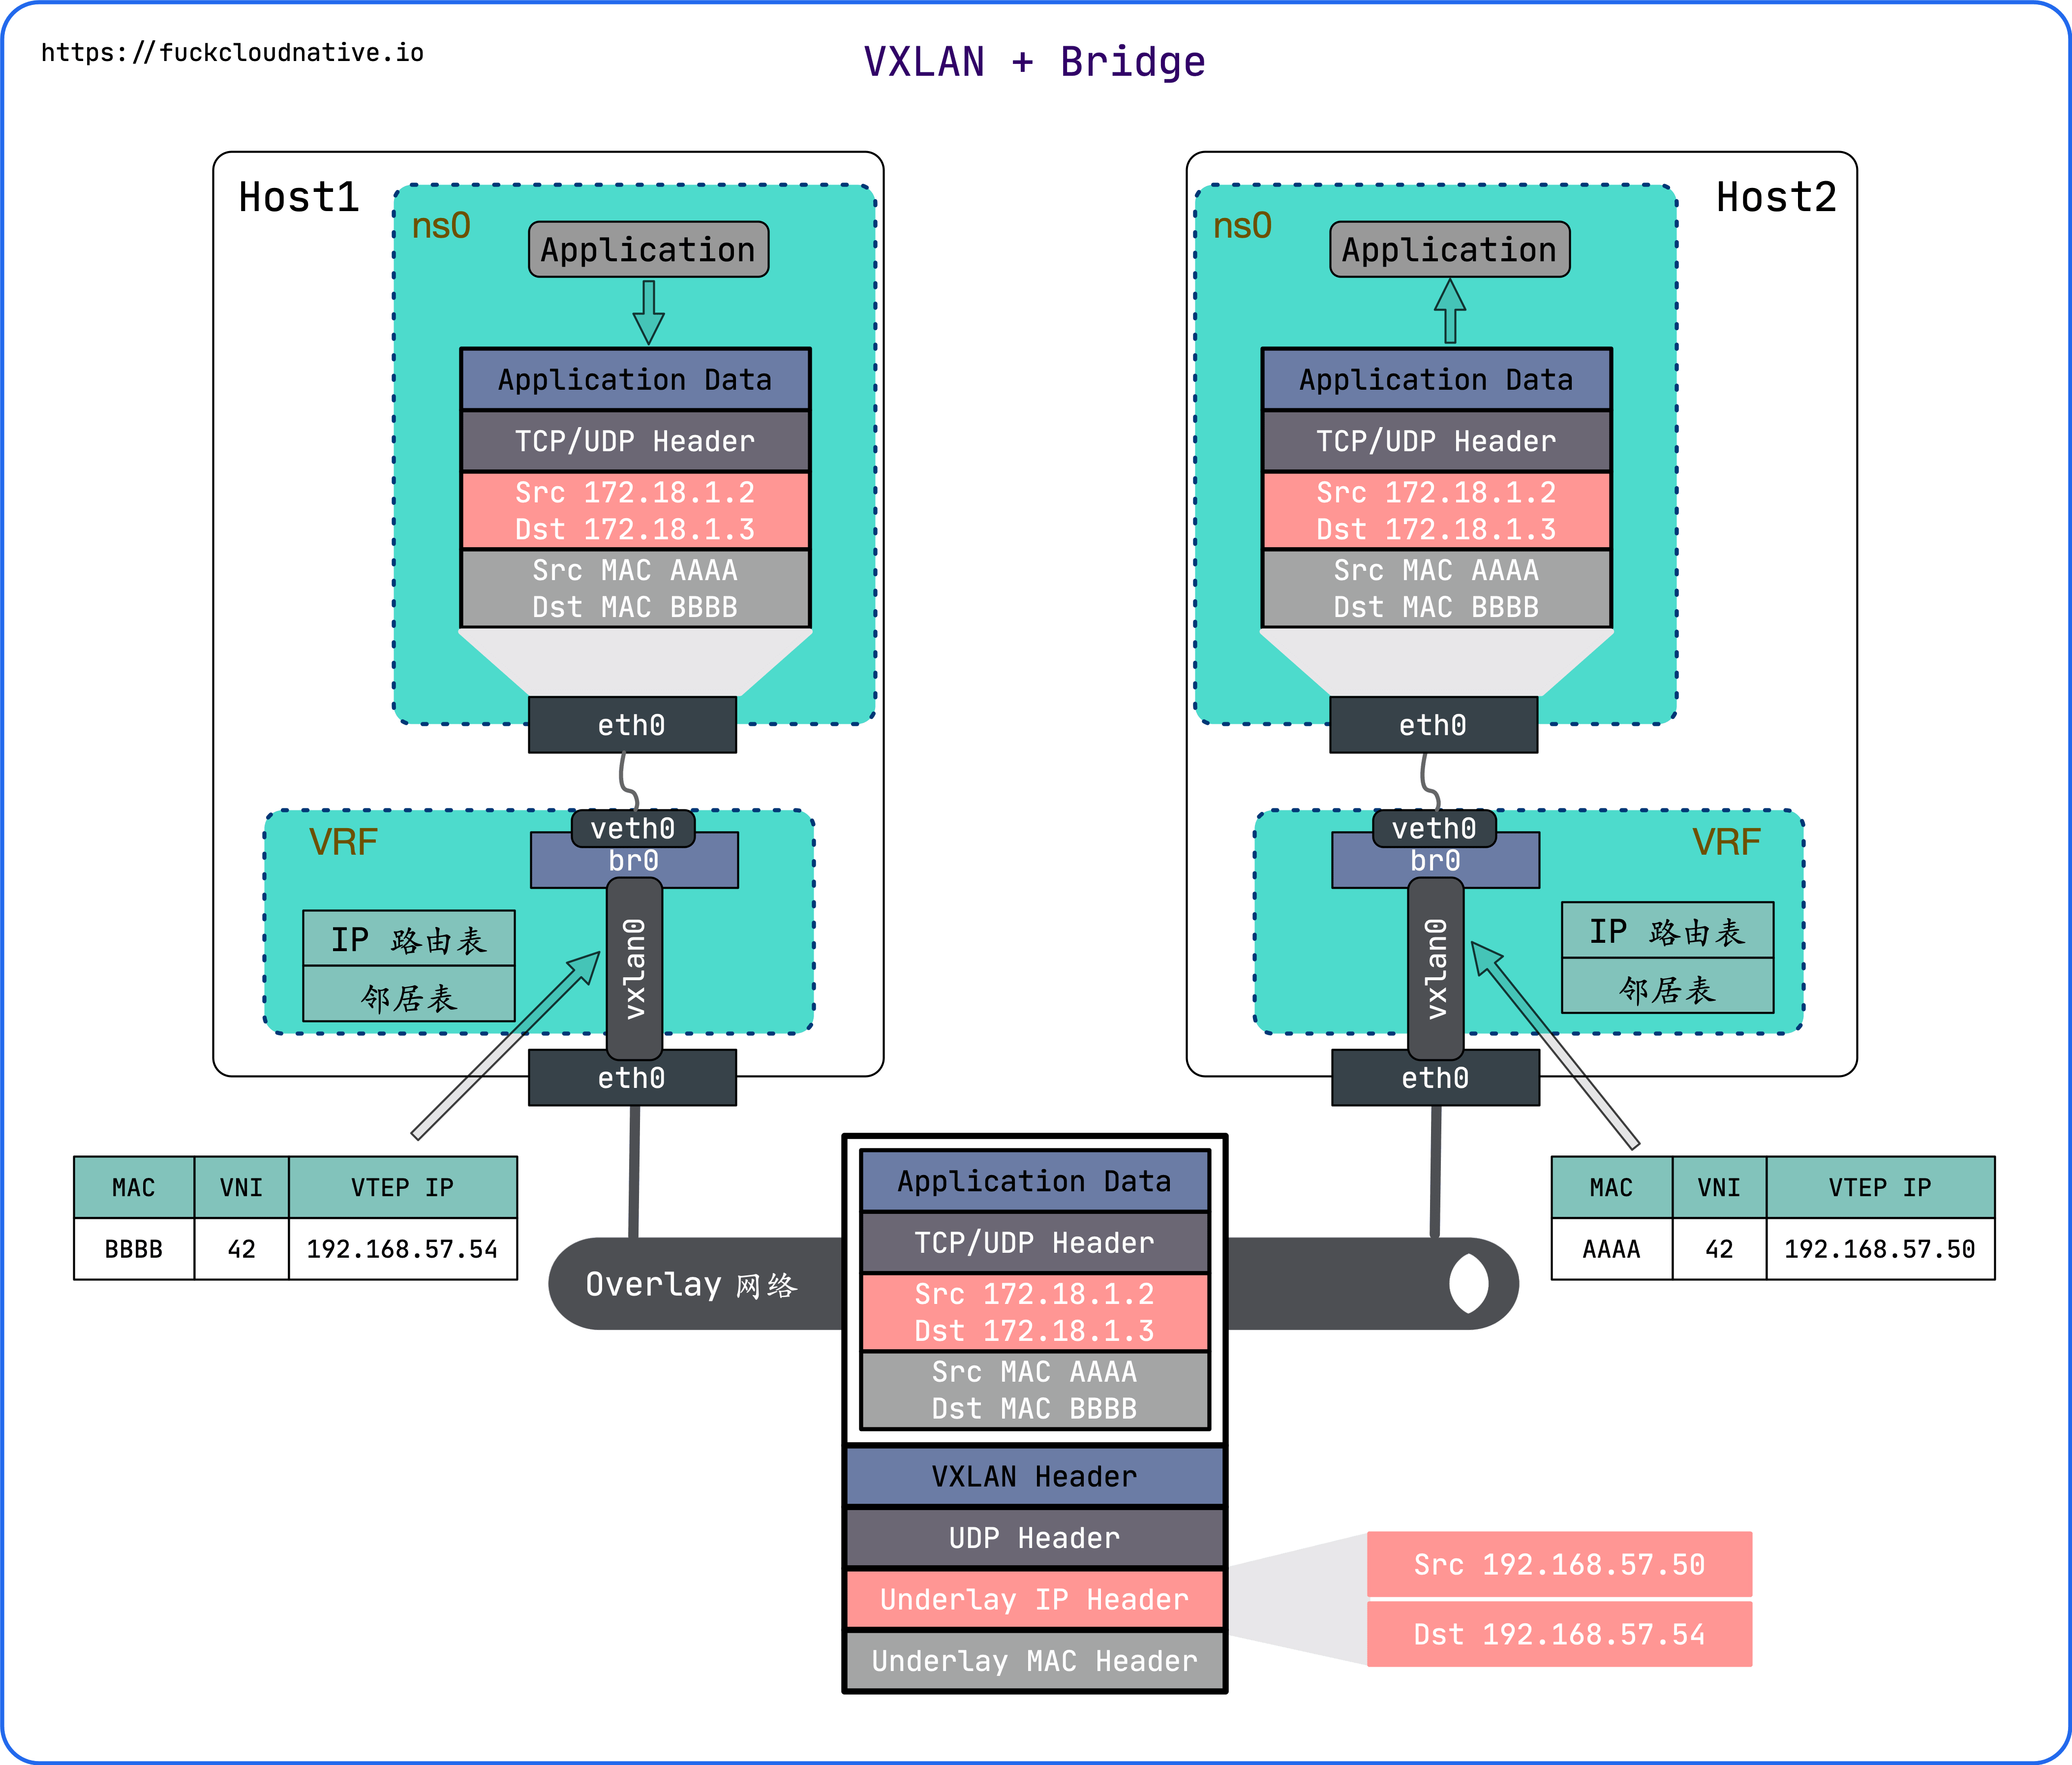 https://fuckcloudnative.io
VXLAN + Bridge
Host1
ns0
Application
Application Data
TCP/UDP Header
Src 172.18.1.2
Dst 172.18.1.3
Src MAC AAAA
Dst MAC BBBB
eth0
VRF
veth0
br0
IP 路由表
邻居表
vxlan0
eth0
MAC VNI VTEP IP
BBBB 42 192.168.57.54
Host2
ns0
Application
Application Data
TCP/UDP Header
Src 172.18.1.2
Dst 172.18.1.3
Src MAC AAAA
Dst MAC BBBB
eth0
VRF
veth0
br0
IP 路由表
邻居表
vxlan0
eth0
MAC VNI VTEP IP
AAAA 42 192.168.57.50
Overlay 网络
Application Data
TCP/UDP Header
Src 172.18.1.2
Dst 172.18.1.3
Src MAC AAAA
Dst MAC BBBB
VXLAN Header
UDP Header
Underlay IP Header
Underlay MAC Header
Src 192.168.57.50
Dst 192.168.57.54